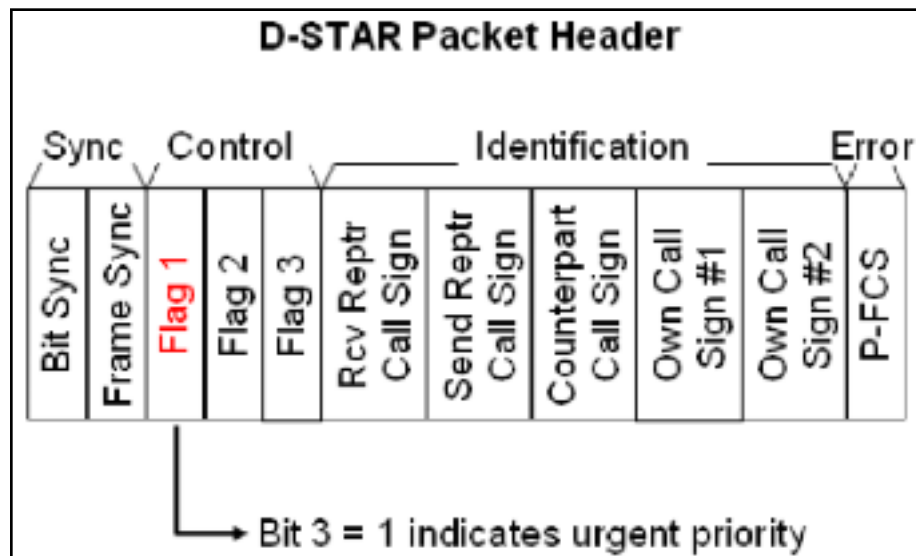 D-STAR Packet Header
Sync Control Identification Error
Bit Sync
Frame Sync
Flag 1
Flag 2
Flag 3
Rcv Reptr
Call Sign
Send Reptr
Call Sign
Counterpart
Call Sign
Own Call
Sign #1
Own Call
Sign #2
P-FCS
Bit 3 = 1 indicates urgent priority